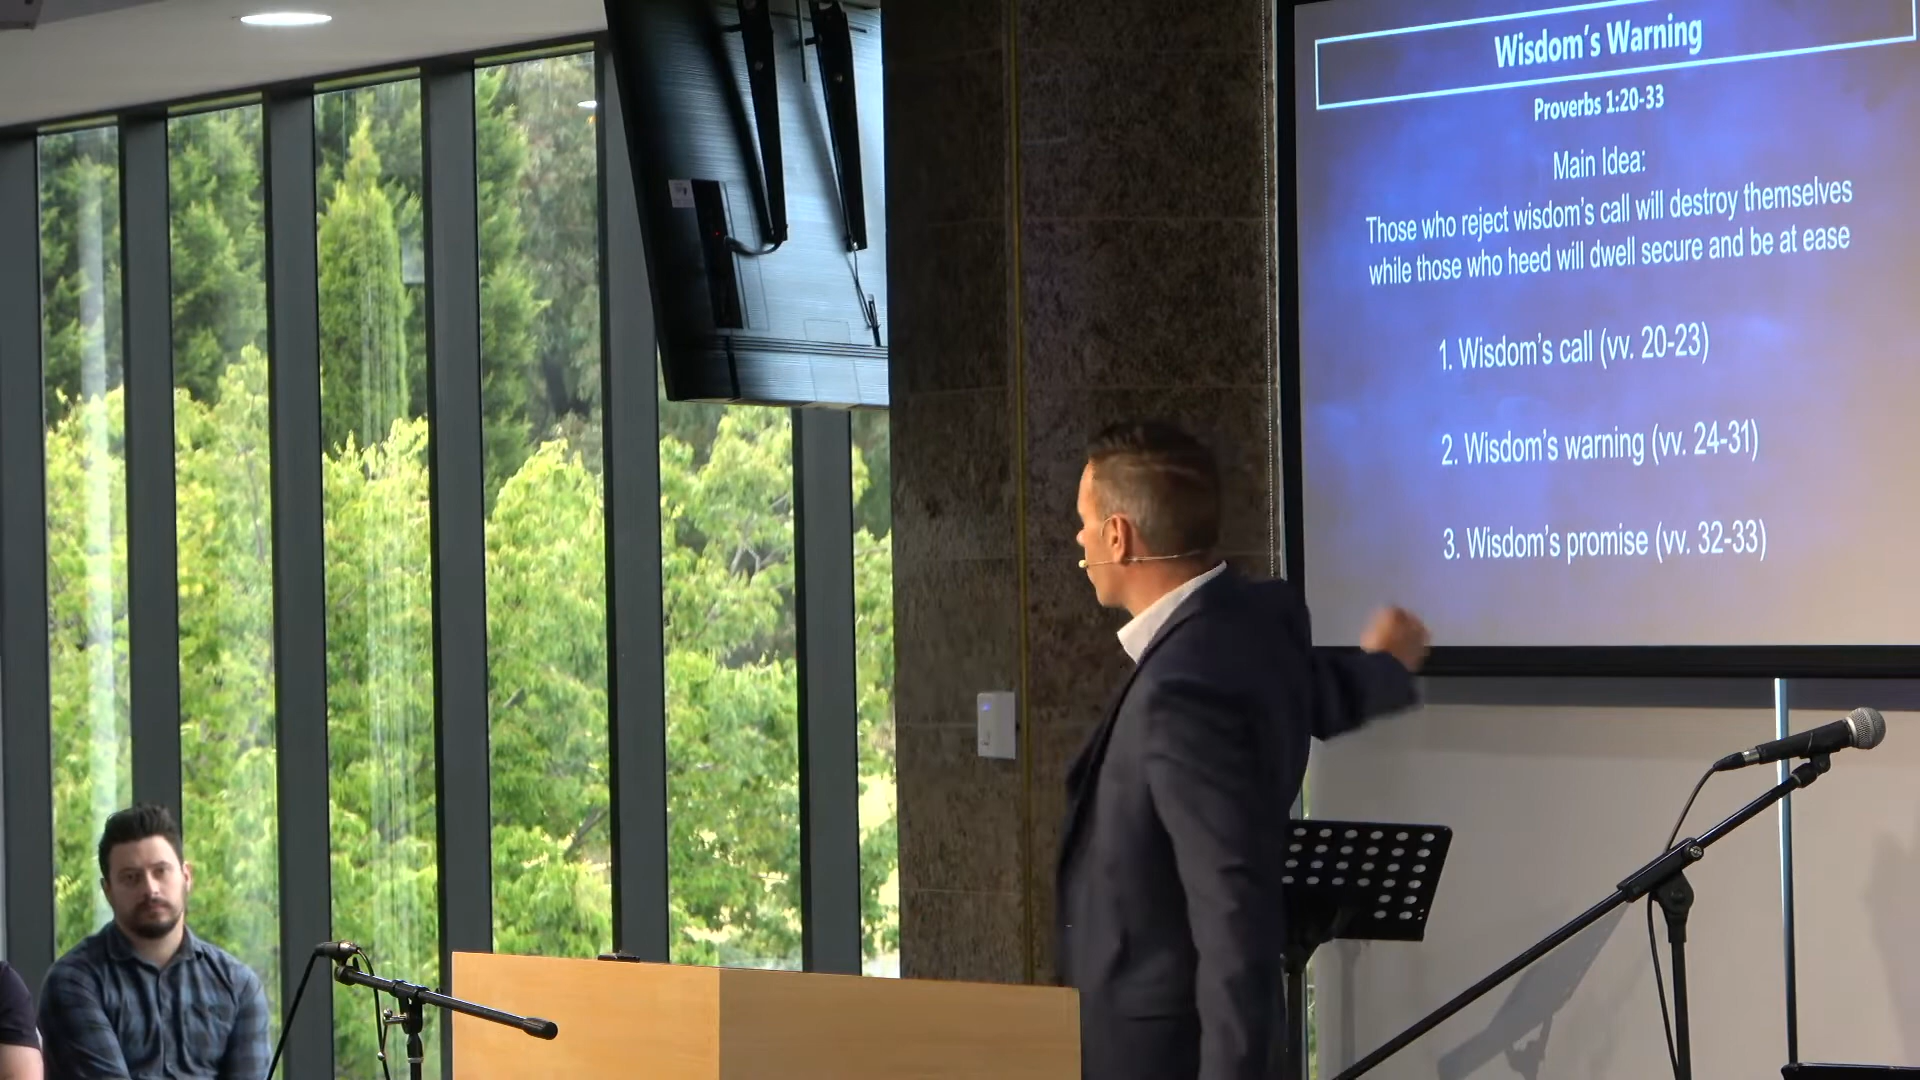 Wisdom's Warning
Proverbs 1:20-33
Main Idea:
Those who reject wisdom's call will destroy themselves
while those who heed will dwell secure and be at ease
1. Wisdom's call (vv. 20-23)
2. Wisdom's warning (vv. 24-31)
3. Wisdom's promise (vv. 32-33)